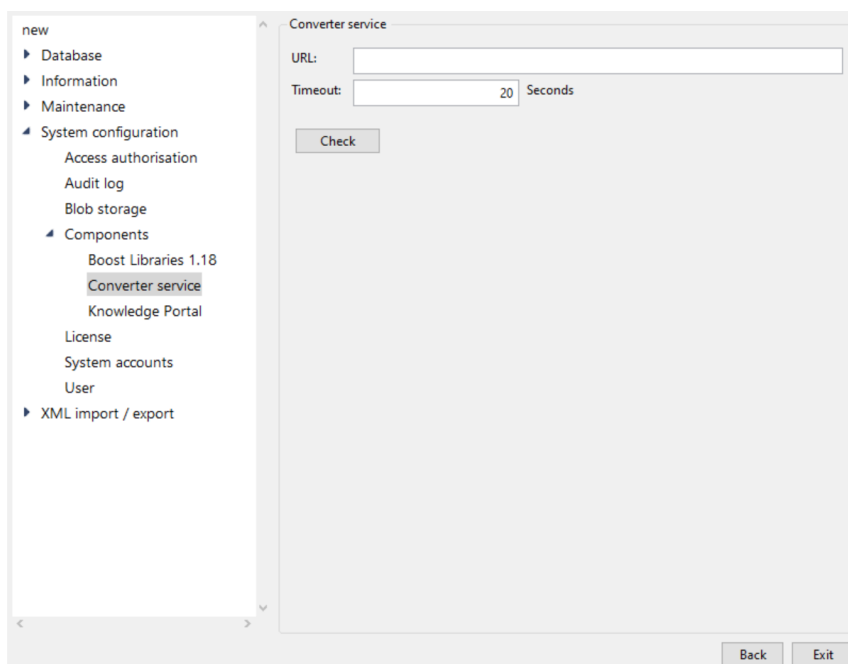 new
Database
Information
Maintenance
System configuration
Access authorisation
Audit log
Blob storage
Components
Boost Libraries 1.18
Converter service
Knowledge Portal
License
System accounts
User
XML import / export
Converter service
URL:
Timeout: 20 Seconds
Check
Back Exit